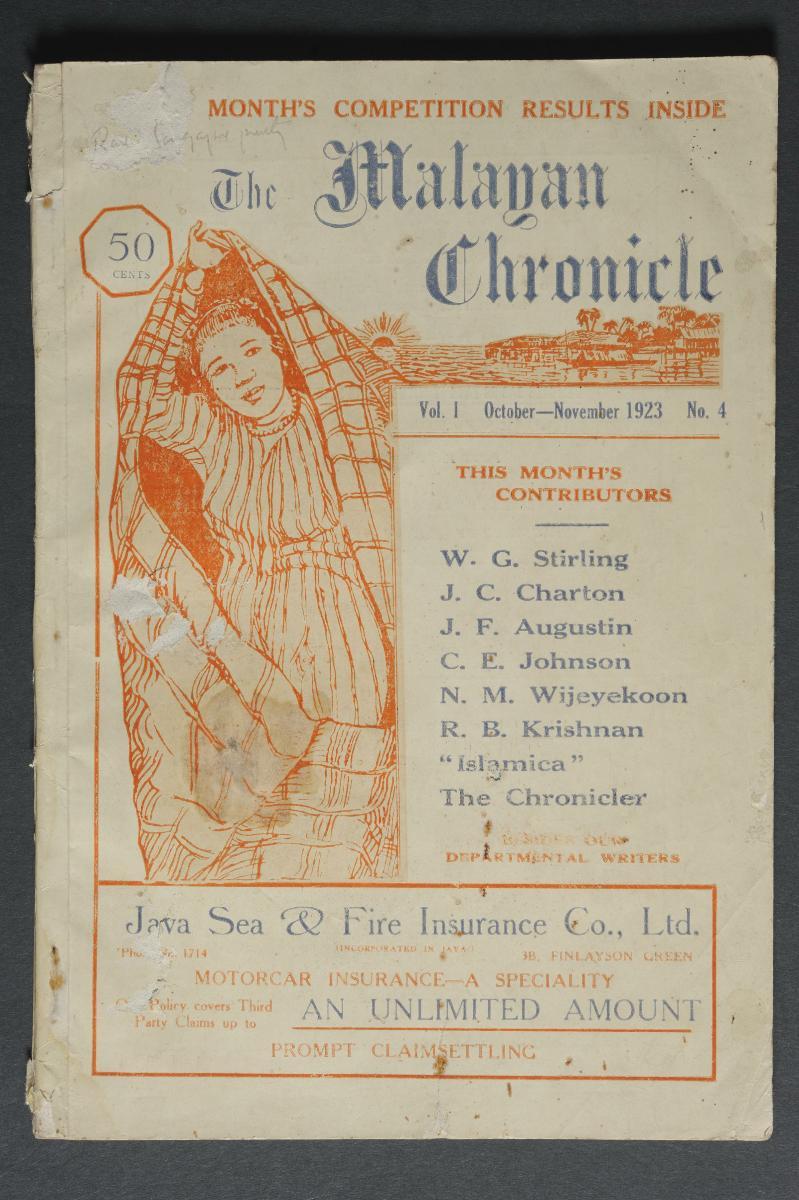 MONTH'S COMPETITION RESULTS INSIDE
The Malayan
Chronicle
50
CENTS
Vol. I October—November 1923 No. 4
THIS MONTH'S
CONTRIBUTORS
W. G. Stirling
J. C. Charton
J. F. Augustin
C. E. Johnson
N. M. Wijeyekoon
R. B. Krishnan
"Islamica"
The Chronicler
BESIDES OUR
DEPARTMENTAL WRITERS
Java Sea & Fire Insurance Co., Ltd.
(INCORPORATED IN JAVA)
1714
3B, FINLAYSON GREEN
MOTORCAR INSURANCE—A SPECIALITY
Policy covers Third
Party Claims up to
AN UNLIMITED AMOUNT
PROMPT CLAIMSETTLING